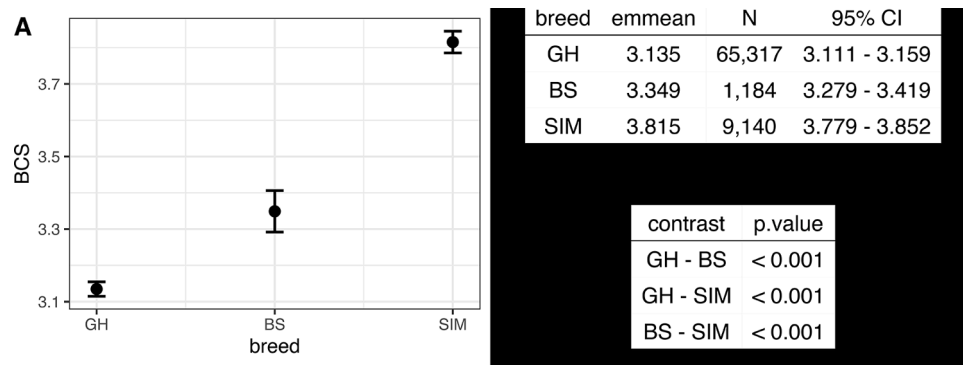 A
BCS
3.7
3.5
3.3
3.1
GH BS SIM
breed
breed emmean N 95% CI
GH 3.135 65,317 3.111 - 3.159
BS 3.349 1,184 3.279 - 3.419
SIM 3.815 9,140 3.779 - 3.852
contrast p.value
GH - BS < 0.001
GH - SIM < 0.001
BS - SIM < 0.001